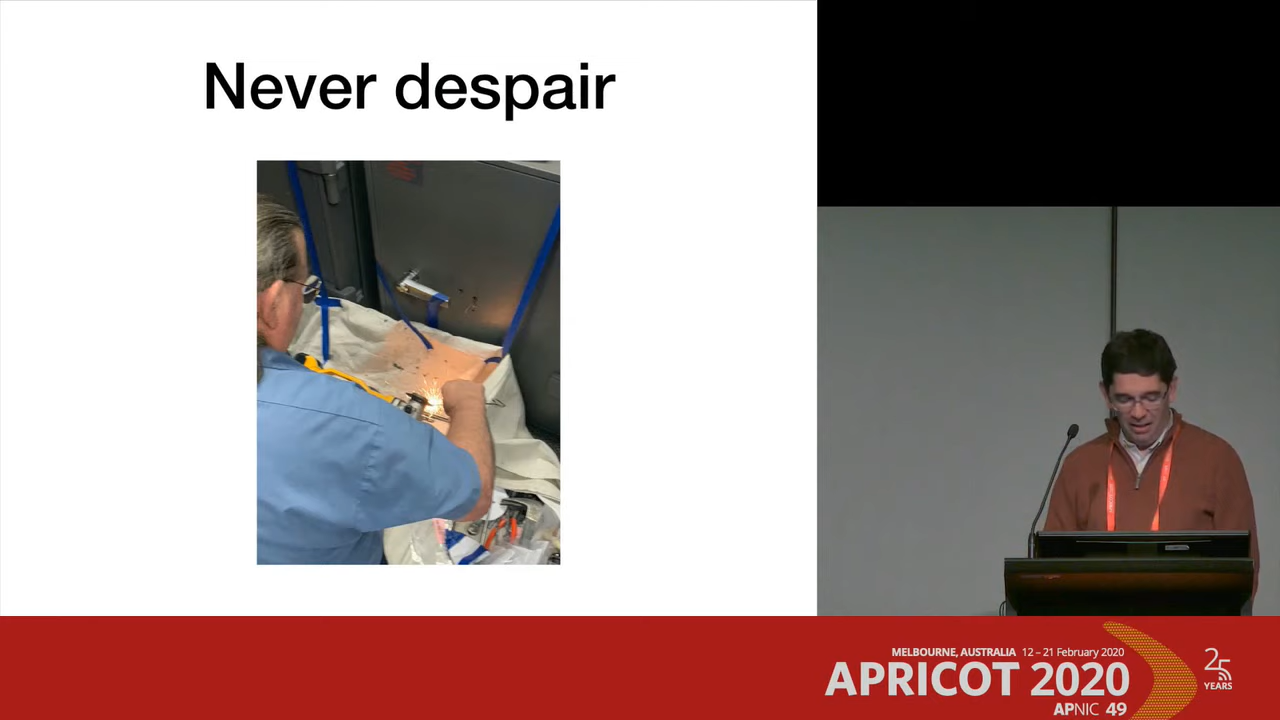 Never despair
MELBOURNE, AUSTRALIA 12 – 21 February 2020
APRICOT 2020
APNIC 49
25
YEARS